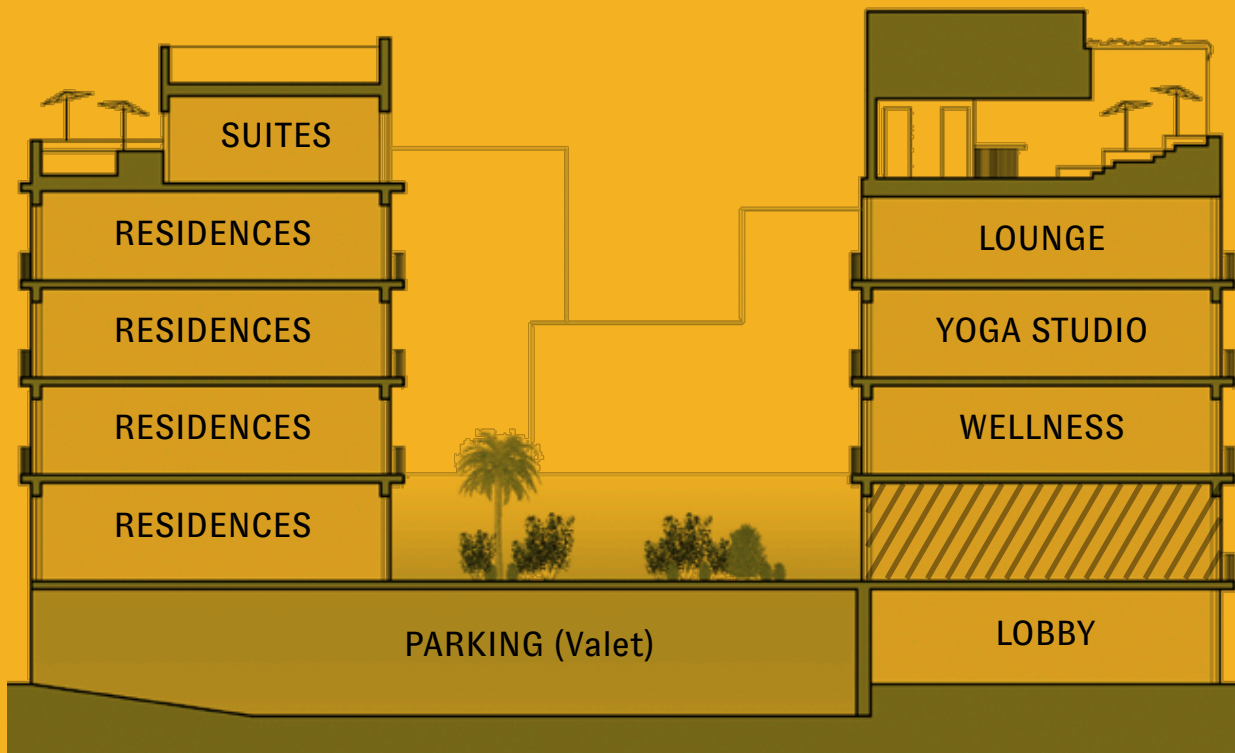 SUITES
RESIDENCES
LOUNGE
RESIDENCES
YOGA STUDIO
RESIDENCES
WELLNESS
RESIDENCES
PARKING (Valet)
LOBBY